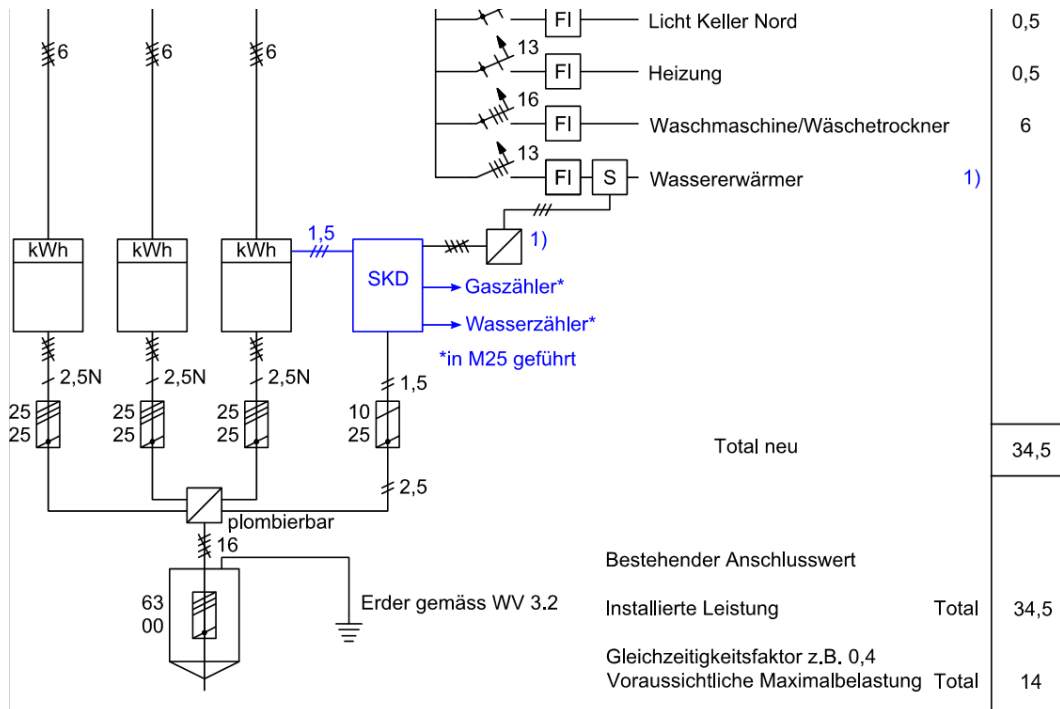 FI Licht Keller Nord 0,5
6 6 6
13 FI Heizung 0,5
16 FI Waschmaschine/Wäschetrockner 6
13 FI S Wassererwärmer 1)
kWh kWh kWh 1,5 SKD 1)
Gaszähler*
Wasserzähler*
*in M25 geführt
2,5N 2,5N 2,5N 1,5
25 25 25 10
25 25 25 25
Total neu 34,5
2,5
plombierbar
16
Bestehender Anschlusswert
63 Erder gemäss WV 3.2 Installierte Leistung Total 34,5
00
Gleichzeitigkeitsfaktor z.B. 0,4
Voraussichtliche Maximalbelastung Total 14